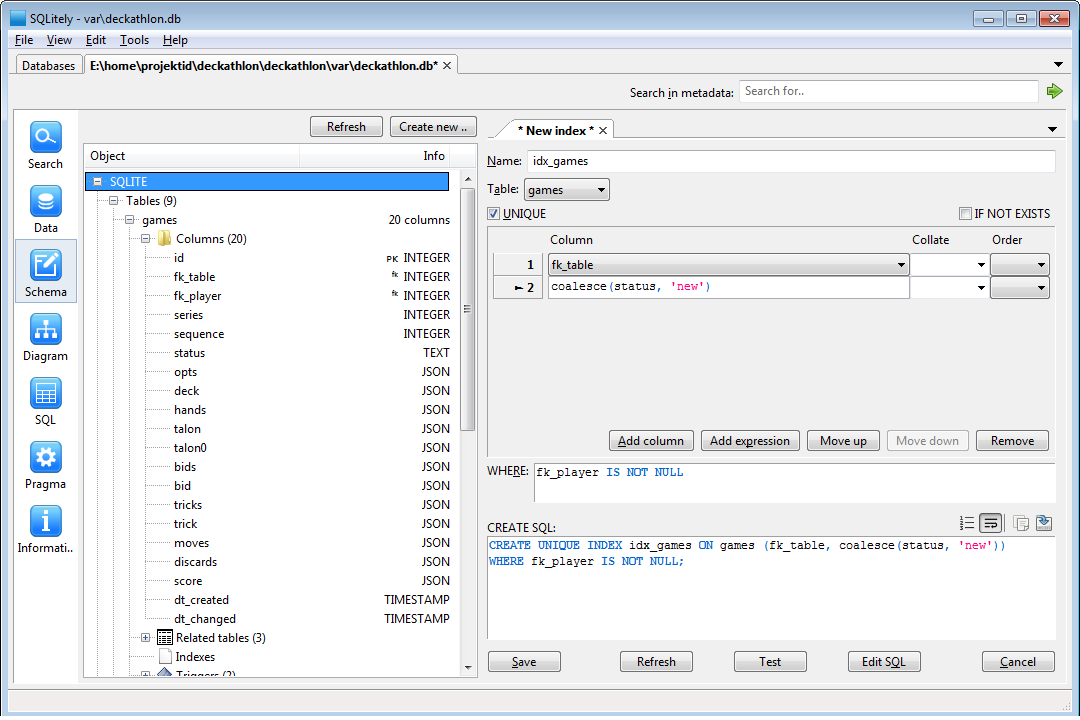 SQLitely - var\deckathlon.db
File View Edit Tools Help
Databases E:\home\projektid\deckathlon\deckathlon\var\deckathlon.db*
Search in metadata: Search for..
Search
Data
Schema
Diagram
SQL
Pragma
Informati..
Refresh Create new ..
Object Info
SQLITE
Tables (9)
games 20 columns
Columns (20)
id PK INTEGER
fk_table fk INTEGER
fk_player fk INTEGER
series INTEGER
sequence INTEGER
status TEXT
opts JSON
deck JSON
hands JSON
talon JSON
talon0 JSON
bids JSON
bid JSON
tricks JSON
trick JSON
moves JSON
discards JSON
score JSON
dt_created TIMESTAMP
dt_changed TIMESTAMP
Related tables (3)
Indexes
Triggers (2)
* New index *
Name: idx_games
Table: games
UNIQUE IF NOT EXISTS
Column Collate Order
1 fk_table
2 coalesce(status, 'new')
Add column Add expression Move up Move down Remove
WHERE: fk_player IS NOT NULL
CREATE SQL:
CREATE UNIQUE INDEX idx_games ON games (fk_table, coalesce(status, 'new'))
WHERE fk_player IS NOT NULL;
Save Refresh Test Edit SQL Cancel